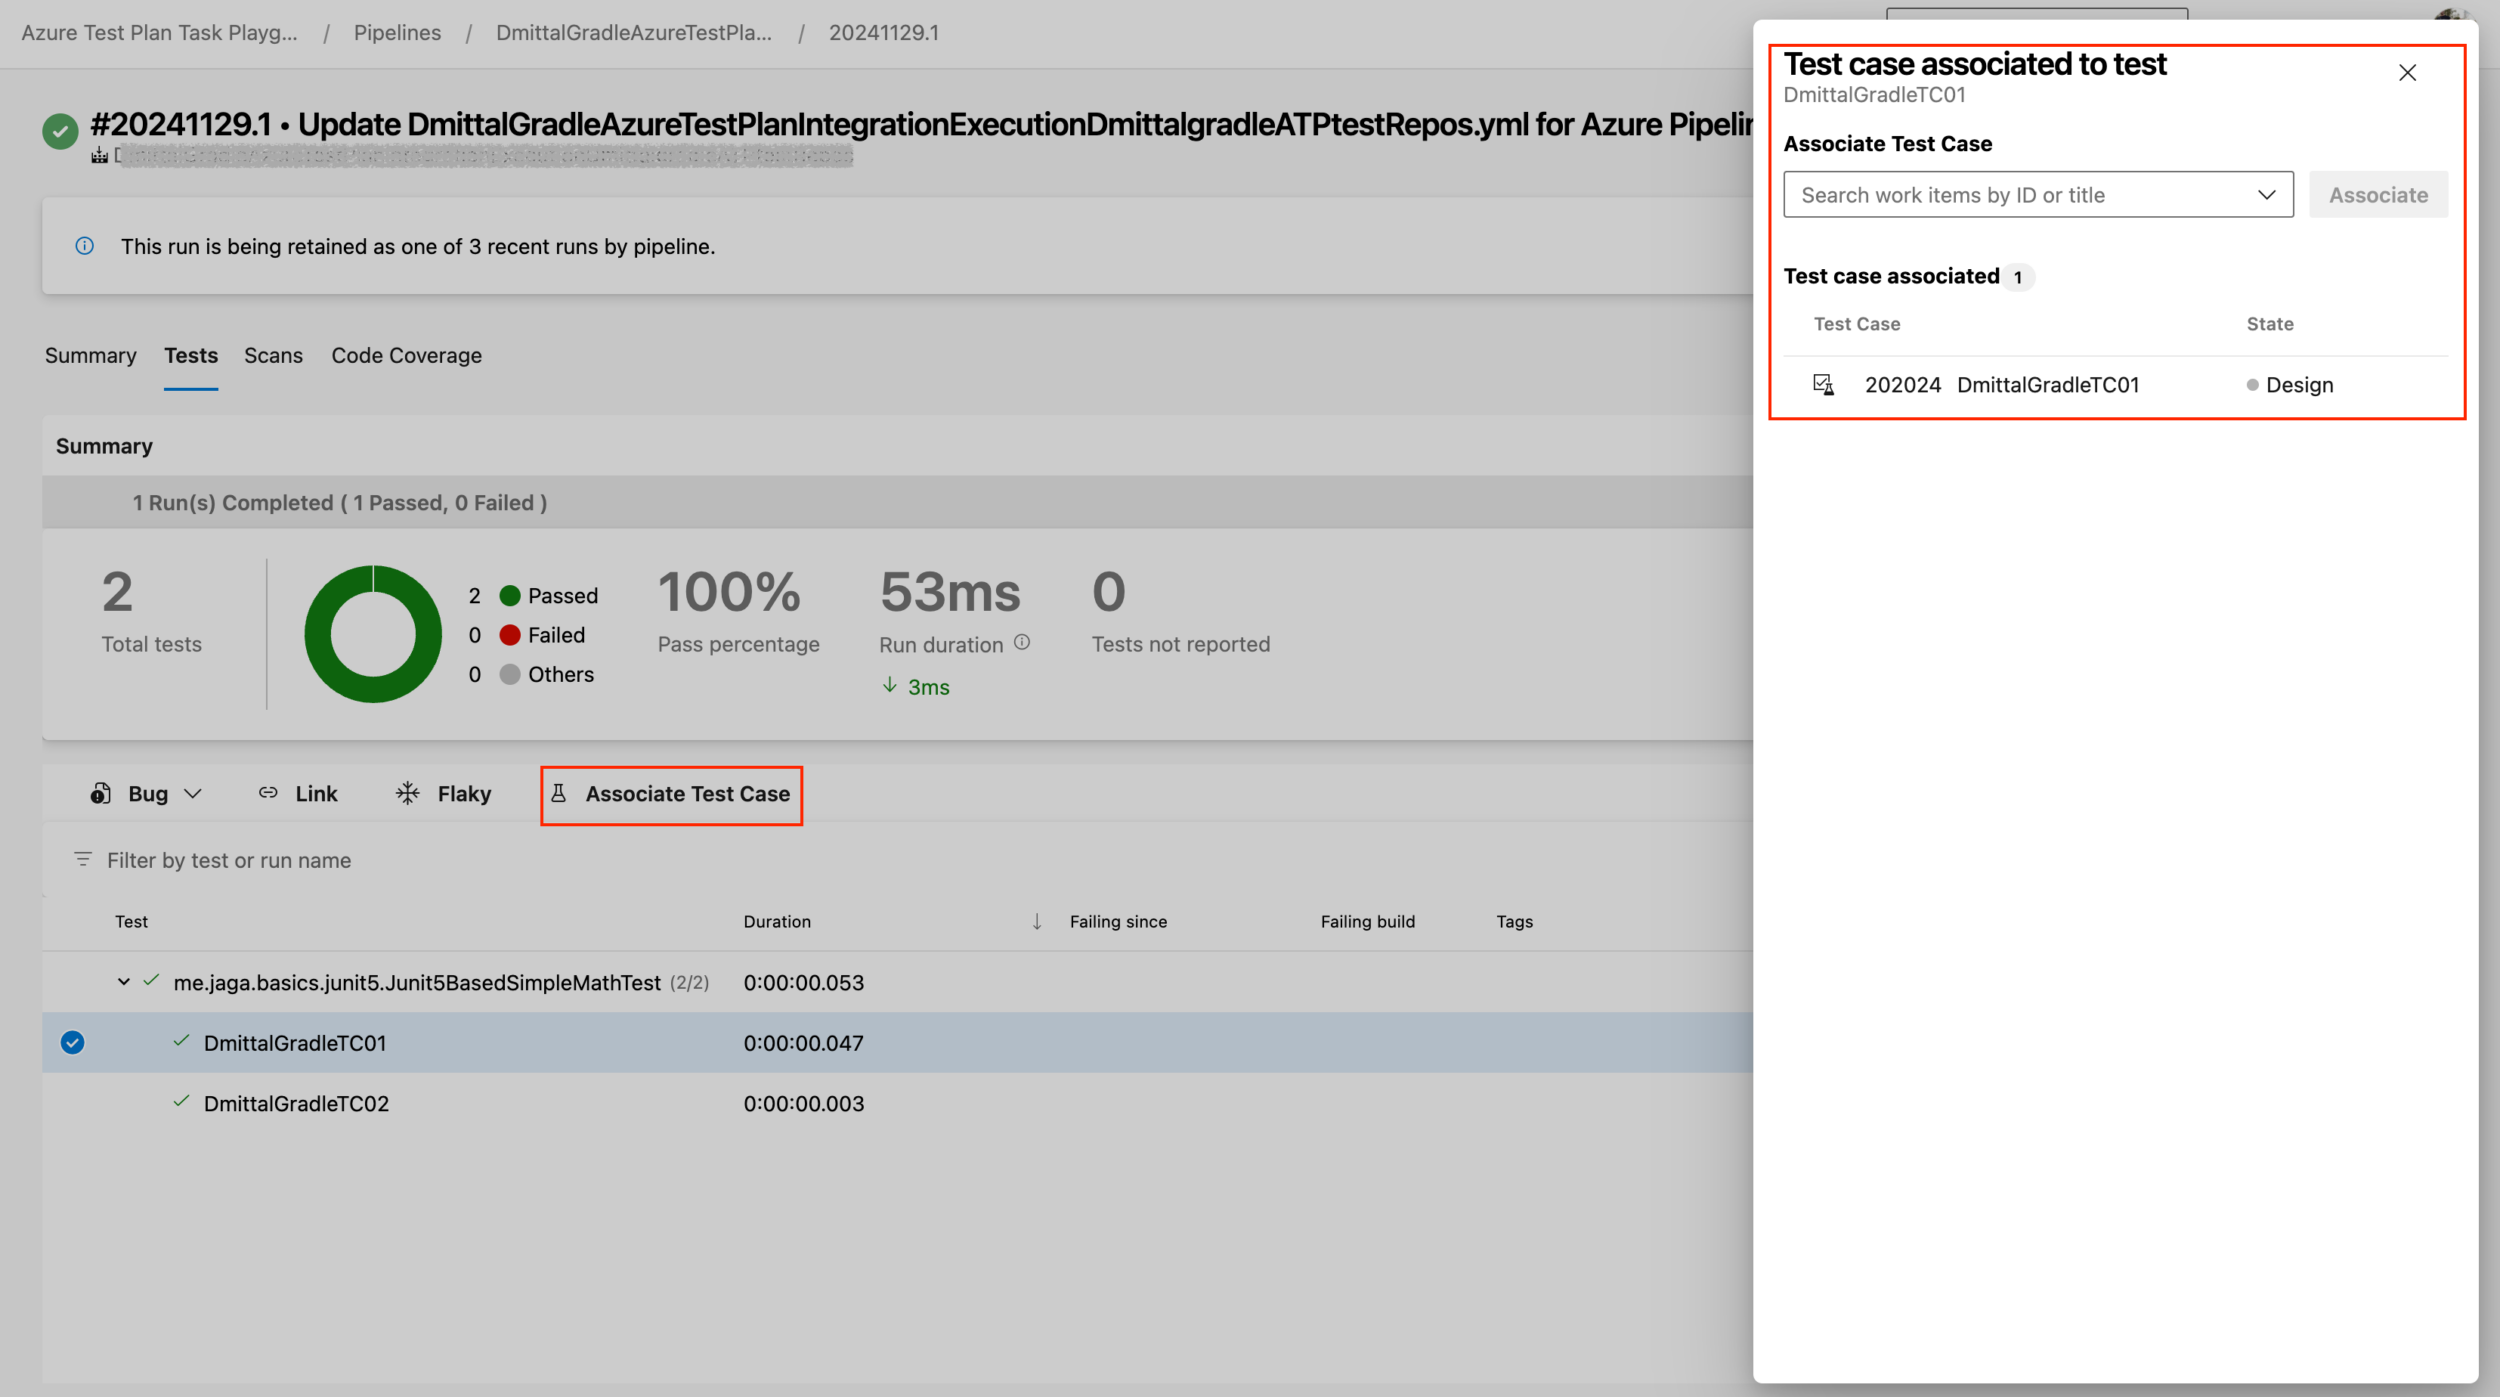 Azure Test Plan Task Playg... / Pipelines / DmittalGradleAzureTestPla... / 20241129.1
#20241129.1 • Update DmittalGradleAzureTestPlanIntegrationExecutionDmittalgradleATPtestRepos.yml for Azure Pipelin
This run is being retained as one of 3 recent runs by pipeline.
Summary Tests Scans Code Coverage
Summary
1 Run(s) Completed ( 1 Passed, 0 Failed )
2
Total tests
2 Passed
0 Failed
0 Others
100%
Pass percentage
53ms
Run duration
3ms
0
Tests not reported
Bug Link Flaky Associate Test Case
Filter by test or run name
Test Duration Failing since Failing build Tags
me.jaga.basics.junit5.Junit5BasedSimpleMathTest (2/2) 0:00:00.053
DmittalGradleTC01 0:00:00.047
DmittalGradleTC02 0:00:00.003
Test case associated to test
DmittalGradleTC01
Associate Test Case
Search work items by ID or title Associate
Test case associated 1
Test Case State
202024 DmittalGradleTC01 Design